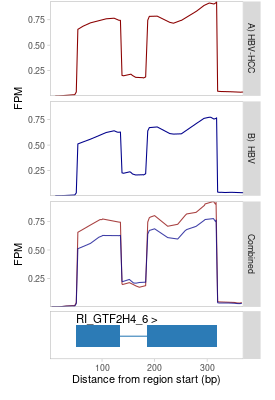 0.75
0.50
0.25
FPM
A) HBV-HCC
0.75
0.50
0.25
B) HBV
0.75
0.50
0.25
FPM
FPM
Combined
RI_GTF2H4_6 >
100
200
300
Distance from region start (bp)